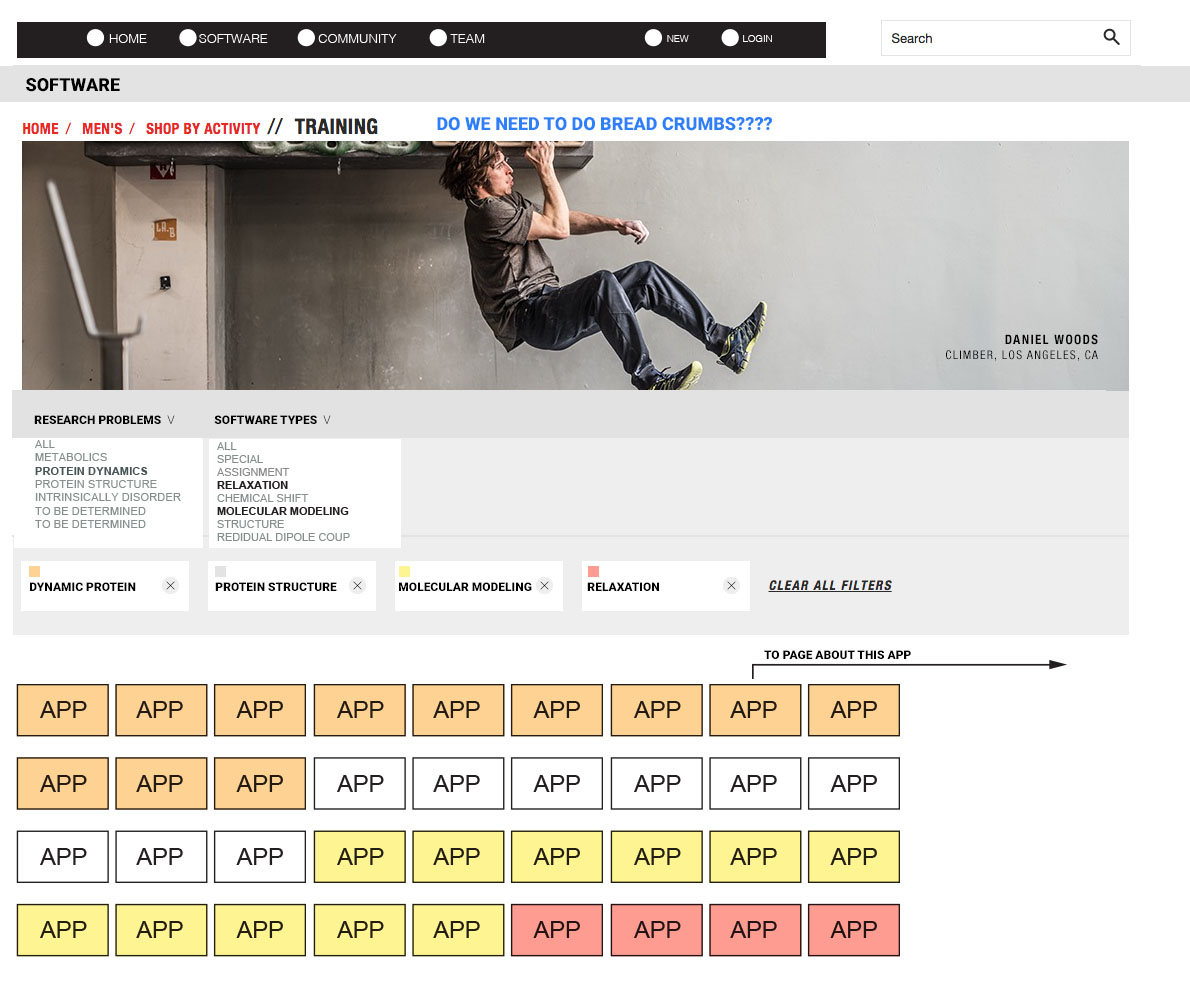 HOME SOFTWARE COMMUNITY TEAM NEW LOGIN Search
SOFTWARE
HOME / MEN'S / SHOP BY ACTIVITY // TRAINING DO WE NEED TO DO BREAD CRUMBS????
LA.B
DANIEL WOODS
CLIMBER, LOS ANGELES, CA
RESEARCH PROBLEMS V
ALL
METABOLICS
PROTEIN DYNAMICS
PROTEIN STRUCTURE
INTRINSICALLY DISORDER
TO BE DETERMINED
TO BE DETERMINED
SOFTWARE TYPES V
ALL
SPECIAL
ASSIGNMENT
RELAXATION
CHEMICAL SHIFT
MOLECULAR MODELING
STRUCTURE
REDIDUAL DIPOLE COUP
DYNAMIC PROTEIN PROTEIN STRUCTURE MOLECULAR MODELING RELAXATION CLEAR ALL FILTERS
TO PAGE ABOUT THIS APP
APP APP APP APP APP APP APP APP APP
APP APP APP APP APP APP APP APP APP
APP APP APP APP APP APP APP APP APP
APP APP APP APP APP APP APP APP APP